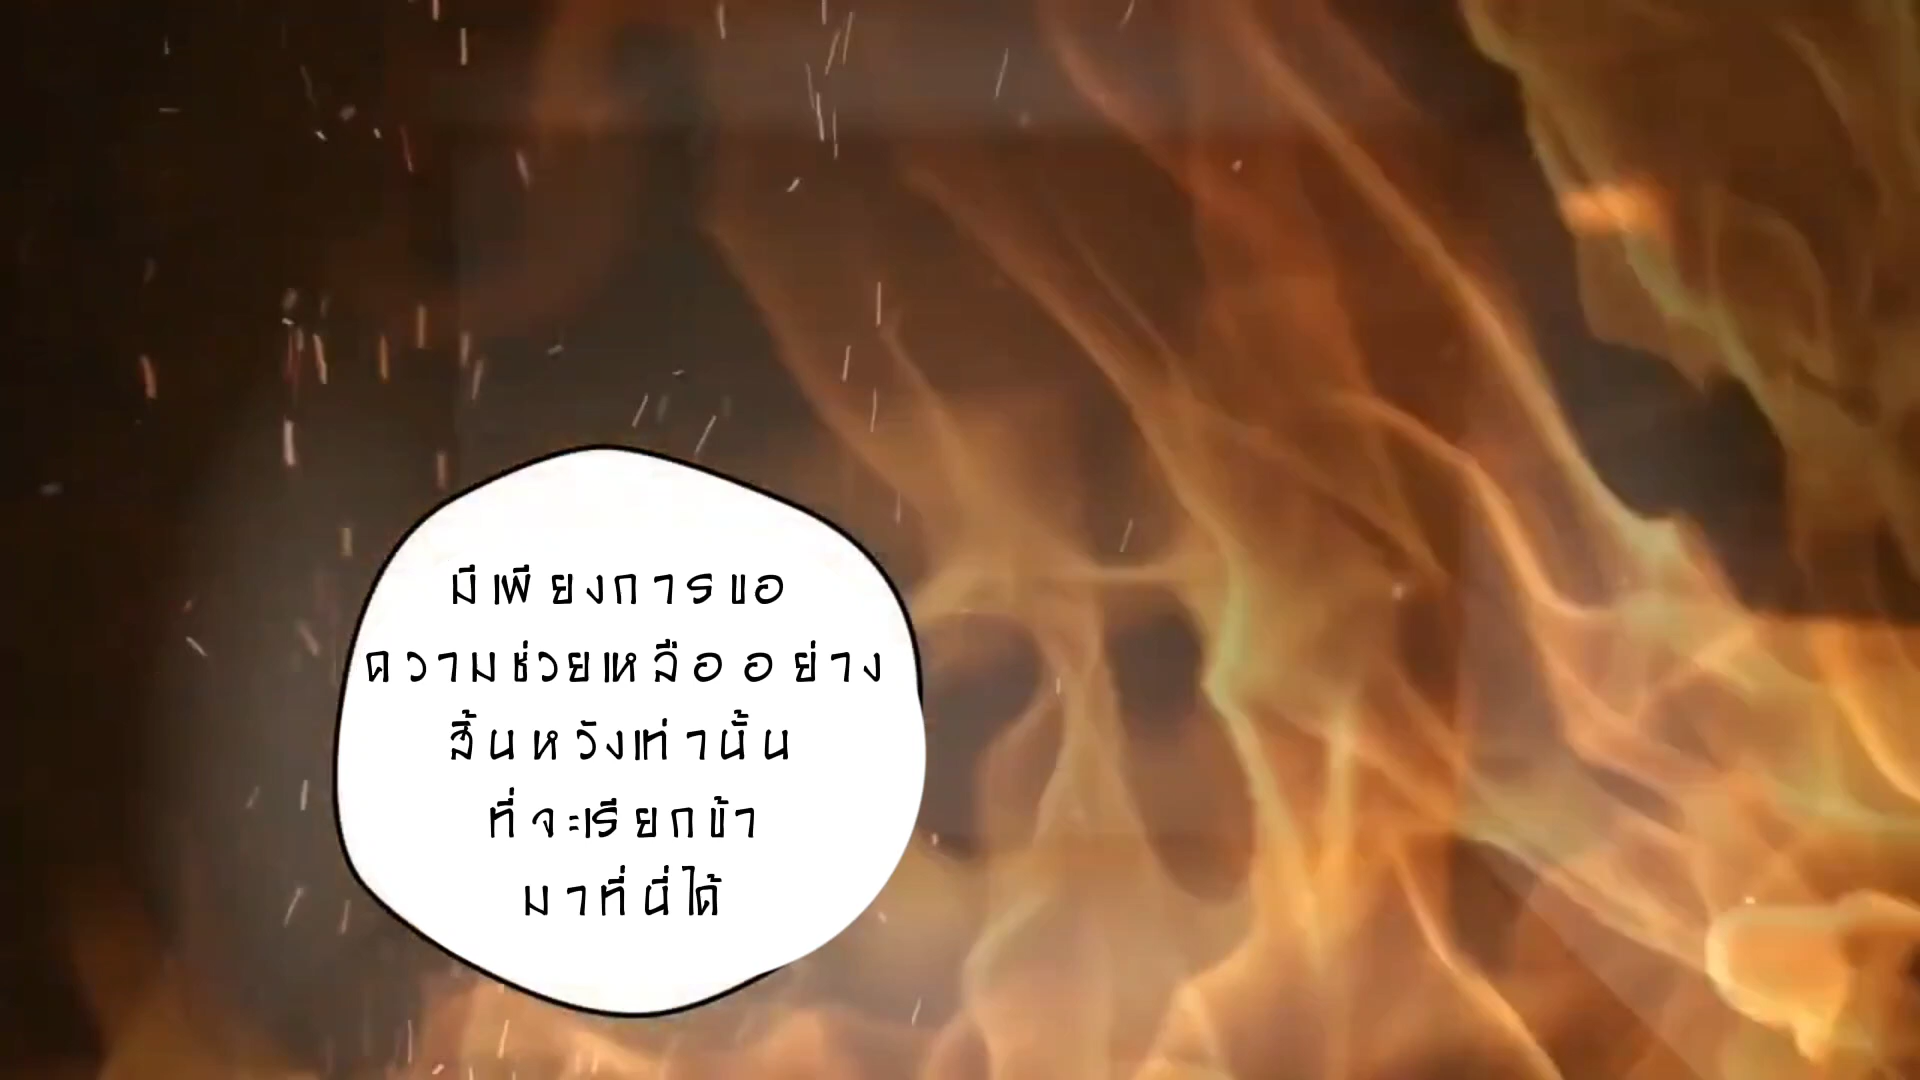 มีเพียงการขอ
ความช่วยเหลืออย่าง
สิ้นหวังเท่านั้น
ที่จะเรียกข้า
มาที่นี่ได้